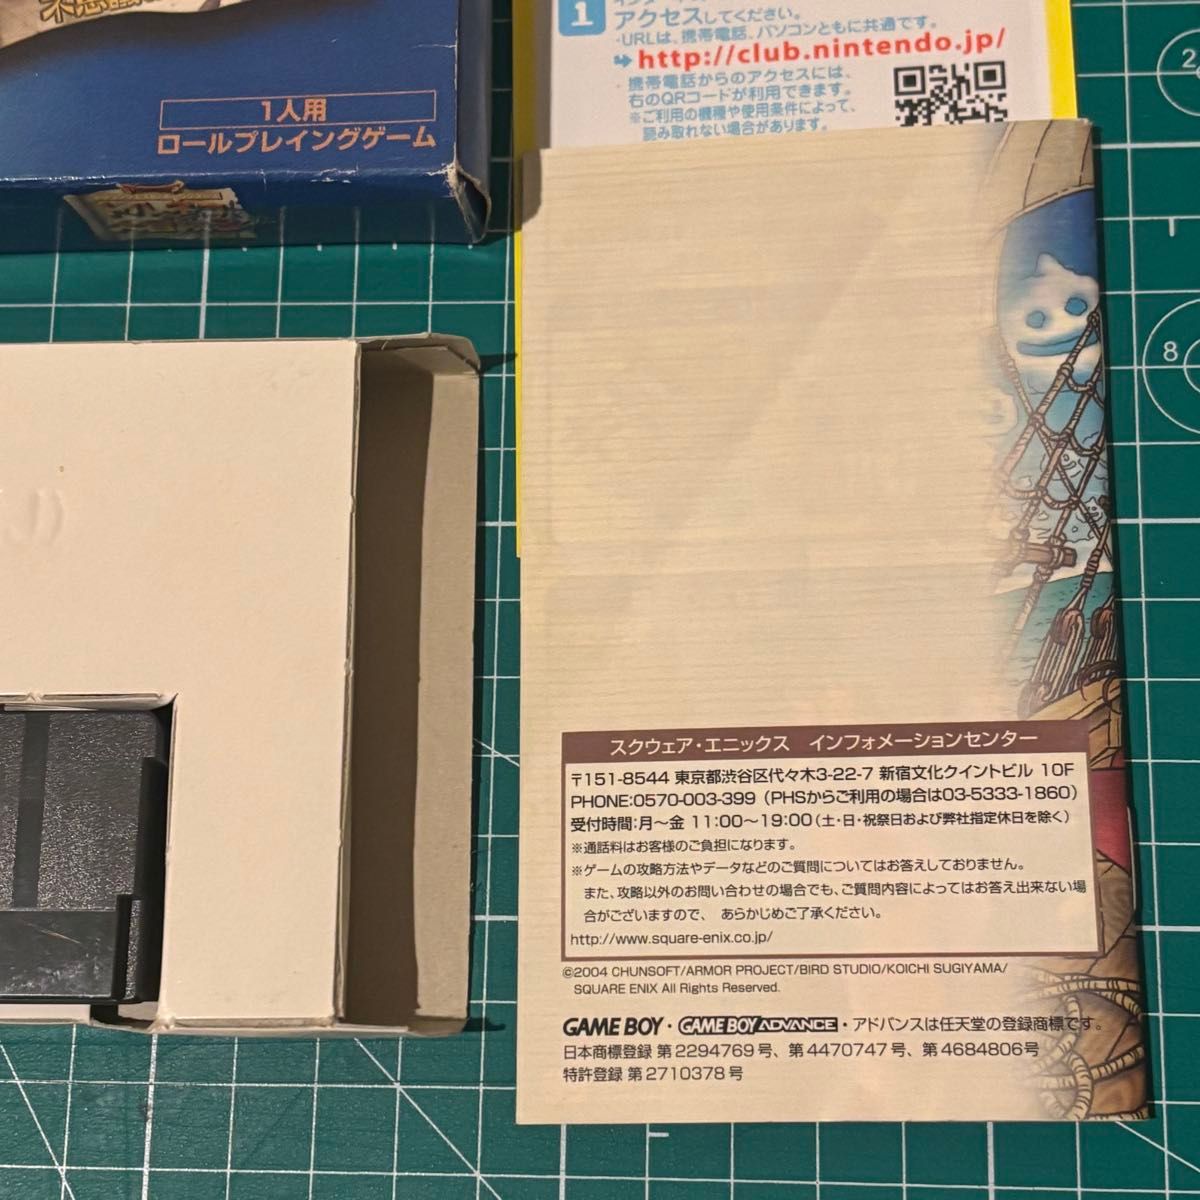 1人用
ロールプレイングゲーム
1
アクセスしてください。
・URLは、携帯電話、パソコンともに共通です。
http://club.nintendo.jp/
・携帯電話からのアクセスには、
右のQRコードが利用できます。
※ご利用の機種や使用条件によって、
読み取れない場合があります。
2
8
スクウェア・エニックス インフォメーションセンター
〒151-8544 東京都渋谷区代々木3-22-7 新宿文化クイントビル 10F
PHONE:0570-003-399（PHSからご利用の場合は03-5333-1860）
受付時間:月〜金 11:00〜19:00（土・日・祝祭日および弊社指定休日を除く）
※通話料はお客様のご負担になります。
※ゲームの攻略方法やデータなどのご質問についてはお答えしておりません。
また、攻略以外のお問い合わせの場合でも、ご質問内容によってはお答え出来ない場
合がございますので、 あらかじめご了承ください。
http://www.square-enix.co.jp/
©2004 CHUNSOFT/ARMOR PROJECT/BIRD STUDIO/KOICHI SUGIYAMA/
SQUARE ENIX All Rights Reserved.
GAME BOY・GAME BOY ADVANCE・アドバンスは任天堂の登録商標です。
日本商標登録 第2294769号、第4470747号、第4684806号
特許登録 第2710378号